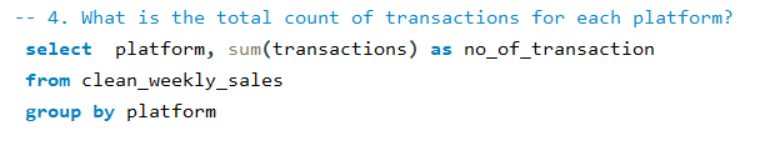 -- 4. What is the total count of transactions for each platform?
select  platform, sum(transactions) as no_of_transaction
from clean_weekly_sales
group by platform